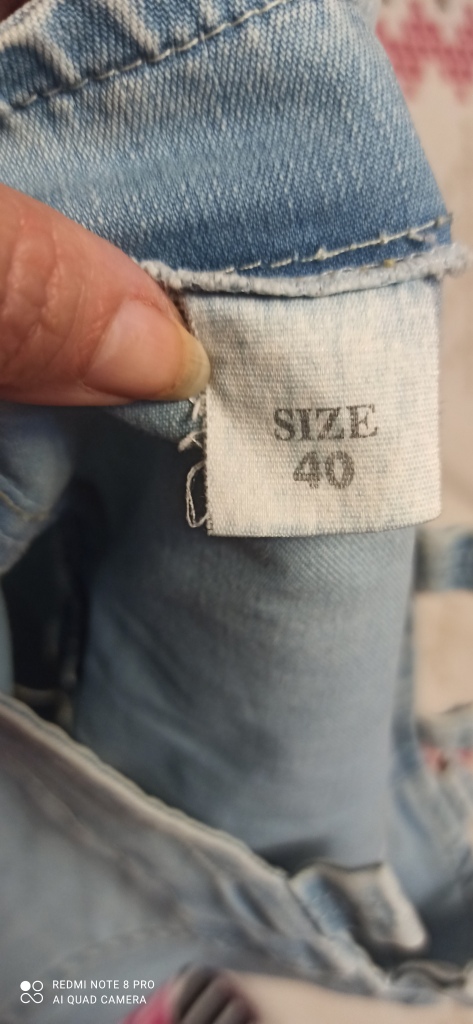 SIZE
40
REDMI NOTE 8 PRO
AI QUAD CAMERA